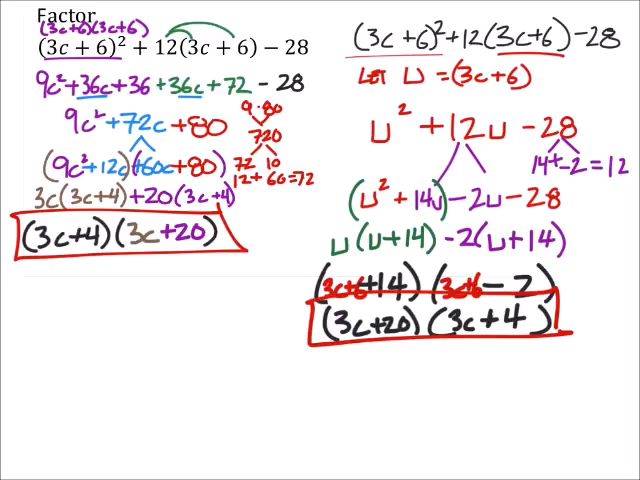 Factor
(3c+6)(3c+6)
(3c + 6)² + 12(3c + 6) − 28
9c² + 36c + 36 + 36c + 72 - 28
9 · 80
9c² + 72c + 80
720
72 10
(9c² + 12c)(+60c + 80)
12 + 60 = 72
3c(3c+4) + 20(3c+4)
(3c+4)(3c+20)
(3c+6)² + 12(3c+6) - 28
LET U = (3c+6)
U² + 12U - 28
14 + -2 = 12
(U² + 14U) - 2U - 28
U(U+14) - 2(U+14)
(3c+6+14)(3c+6 - 2)
(3c+20)(3c+4)